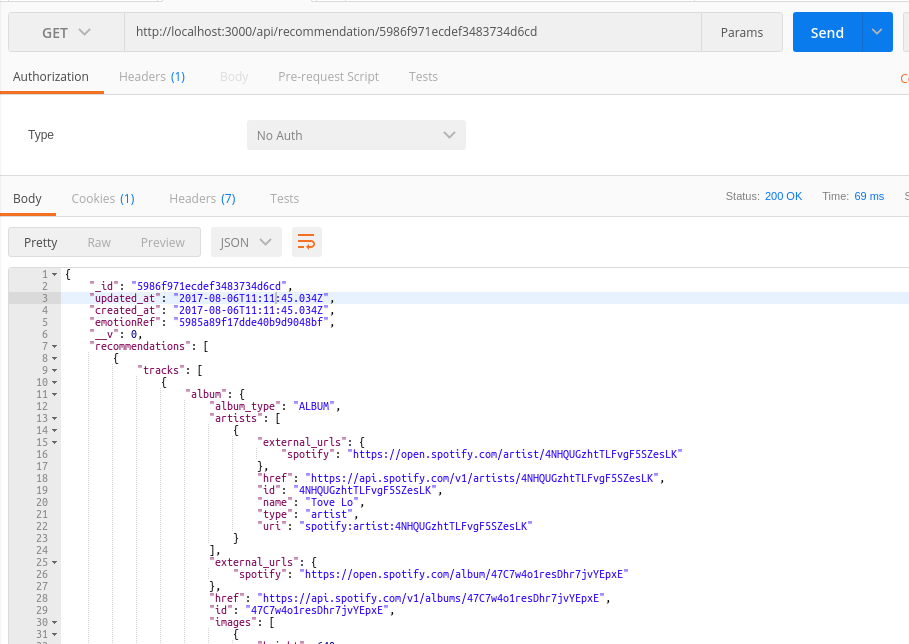 GET http://localhost:3000/api/recommendation/5986f971ecdef3483734d6cd Params Send
Authorization Headers (1) Body Pre-request Script Tests
Type No Auth
Body Cookies (1) Headers (7) Tests Status: 200 OK Time: 69 ms
Pretty Raw Preview JSON
1 {
2 "_id": "5986f971ecdef3483734d6cd",
3 "updated_at": "2017-08-06T11:11:45.034Z",
4 "created_at": "2017-08-06T11:11:45.034Z",
5 "emotionRef": "5985a89f17dde40b9d9048bf",
6 "__v": 0,
7 "recommendations": [
8 {
9 "tracks": [
10 {
11 "album": {
12 "album_type": "ALBUM",
13 "artists": [
14 {
15 "external_urls": {
16 "spotify": "https://open.spotify.com/artist/4NHQUGzhtTLFvgF5SZesLK"
17 },
18 "href": "https://api.spotify.com/v1/artists/4NHQUGzhtTLFvgF5SZesLK",
19 "id": "4NHQUGzhtTLFvgF5SZesLK",
20 "name": "Tove Lo",
21 "type": "artist",
22 "uri": "spotify:artist:4NHQUGzhtTLFvgF5SZesLK"
23 }
24 ],
25 "external_urls": {
26 "spotify": "https://open.spotify.com/album/47C7w4o1resDhr7jvYEpxE"
27 },
28 "href": "https://api.spotify.com/v1/albums/47C7w4o1resDhr7jvYEpxE",
29 "id": "47C7w4o1resDhr7jvYEpxE",
30 "images": [
31 {